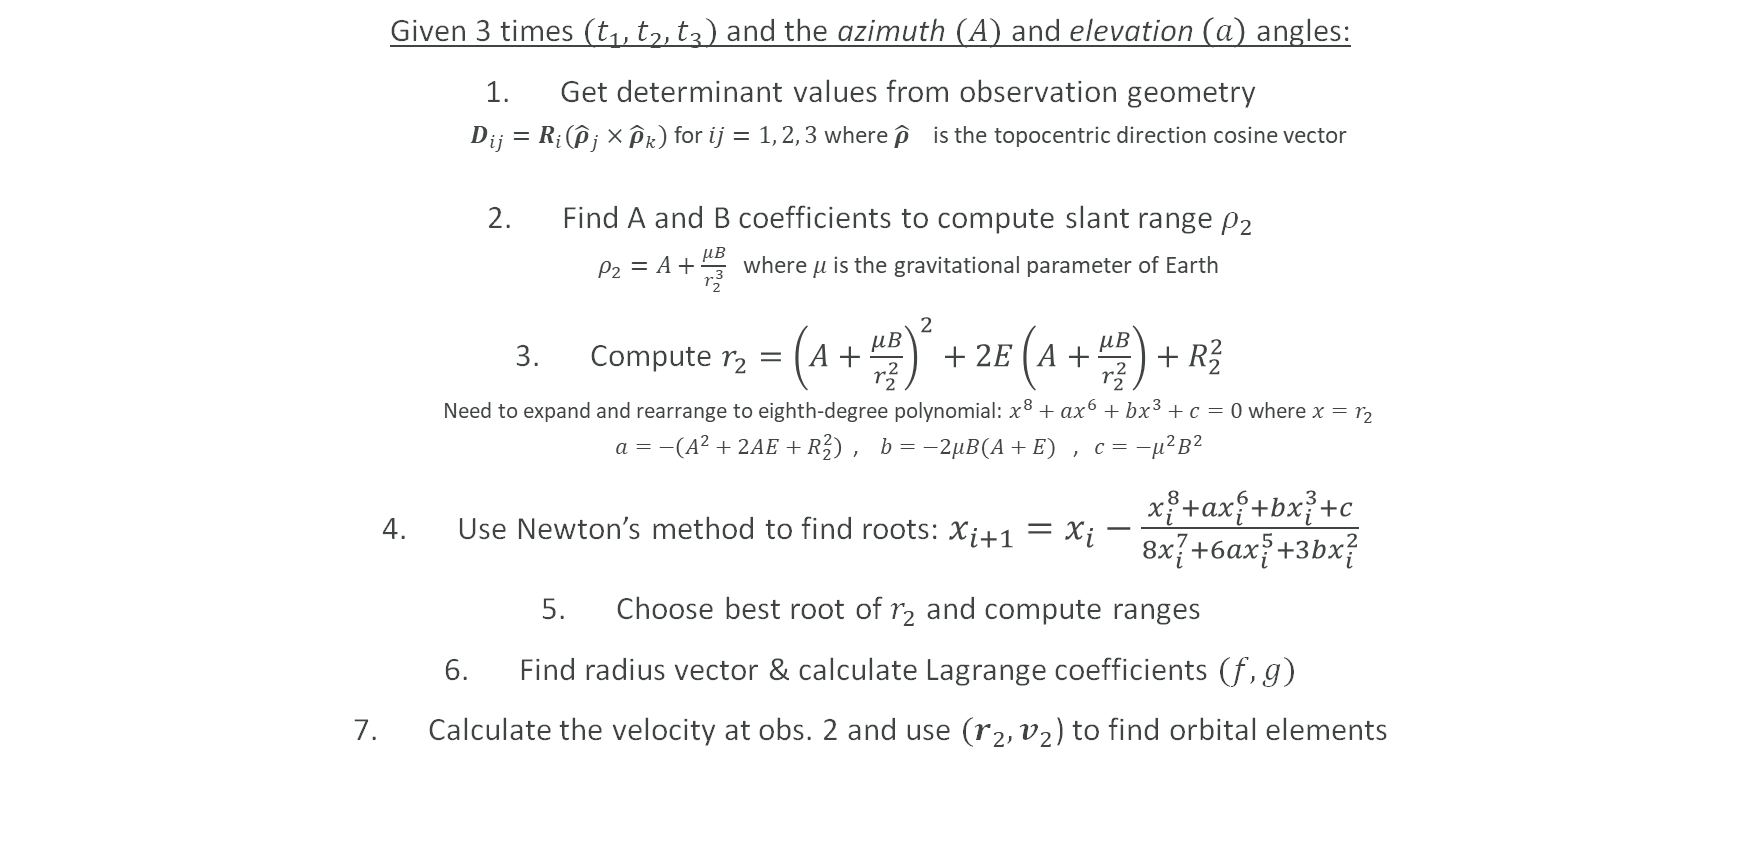 Given 3 times (t₁, t₂, t₃) and the azimuth (A) and elevation (a) angles:
1. Get determinant values from observation geometry
D_ij = R_i(ρ̂_j × ρ̂_k) for ij = 1, 2, 3 where ρ̂ is the topocentric direction cosine vector
2. Find A and B coefficients to compute slant range ρ₂
ρ₂ = A + μB/r₂³ where μ is the gravitational parameter of Earth
3. Compute r₂ = (A + μB/r₂²)² + 2E (A + μB/r₂²) + R₂²
Need to expand and rearrange to eighth-degree polynomial: x⁸ + ax⁶ + bx³ + c = 0 where x = r₂
a = −(A² + 2AE + R₂²) , b = −2μB(A + E) , c = −μ²B²
4. Use Newton’s method to find roots: x_{i+1} = x_i − (x_i⁸+ax_i⁶+bx_i³+c)/(8x_i⁷+6ax_i⁵+3bx_i²)
5. Choose best root of r₂ and compute ranges
6. Find radius vector & calculate Lagrange coefficients (f, g)
7. Calculate the velocity at obs. 2 and use (r₂, v₂) to find orbital elements